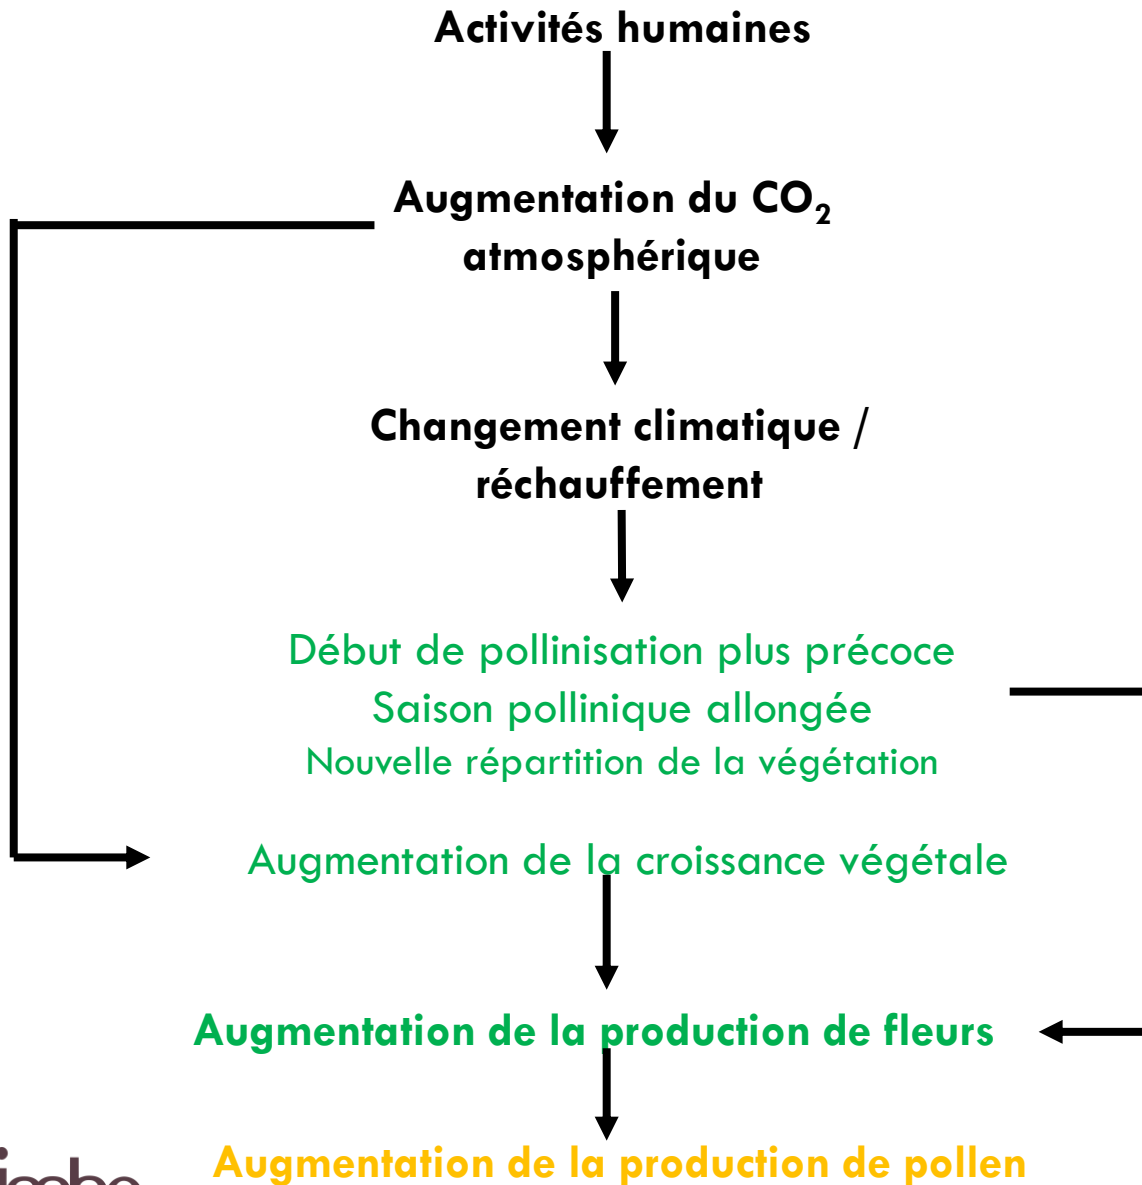 Activités humaines
Augmentation du CO₂
atmosphérique
Changement climatique /
réchauffement
Début de pollinisation plus précoce
Saison pollinique allongée
Nouvelle répartition de la végétation
Augmentation de la croissance végétale
Augmentation de la production de fleurs
Augmentation de la production de pollen